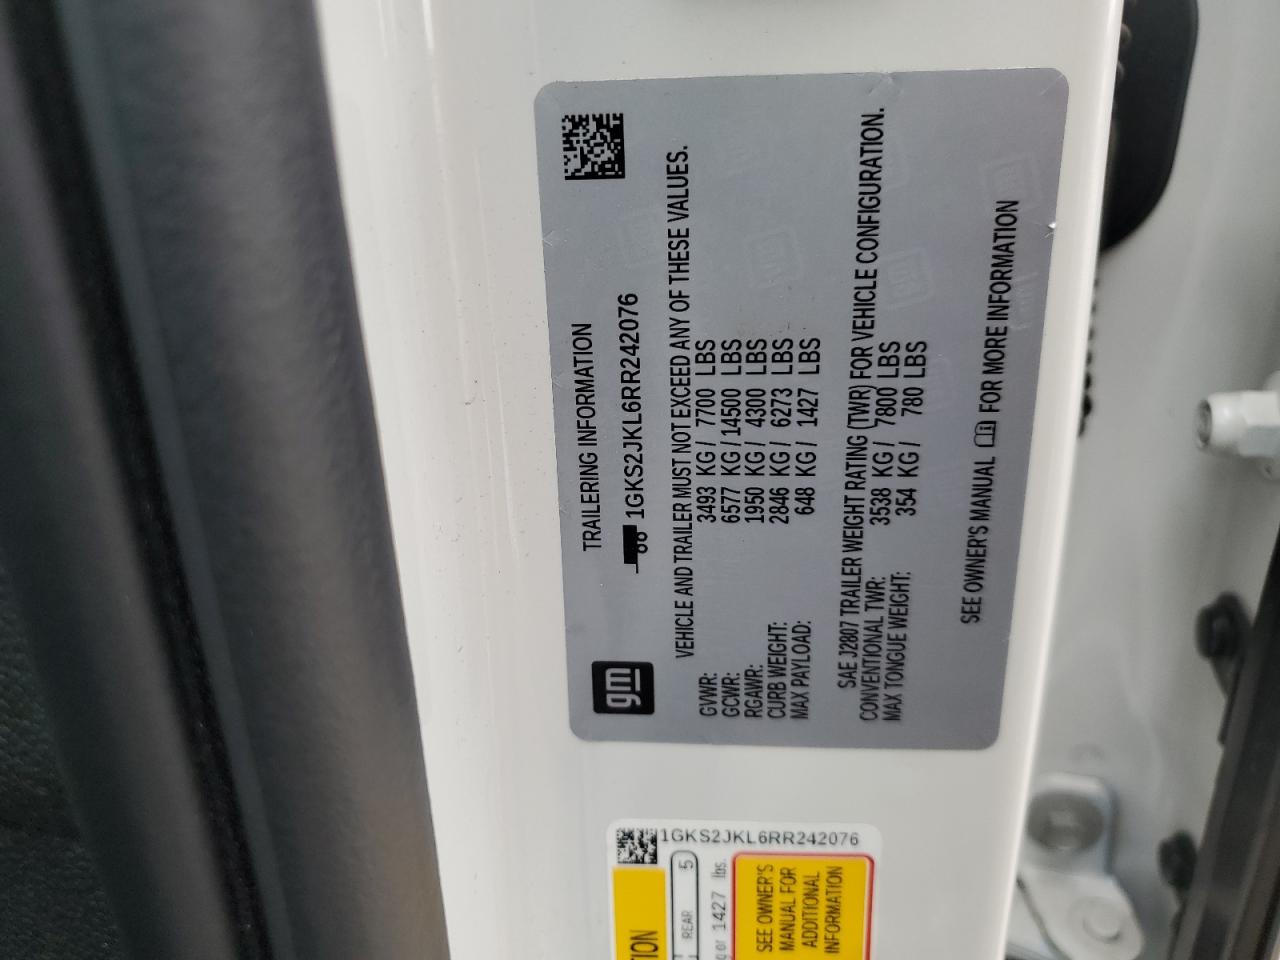 TRAILERING INFORMATION
gm 1GKS2JKL6RR242076
VEHICLE AND TRAILER MUST NOT EXCEED ANY OF THESE VALUES.
GVWR: 3493 KG / 7700 LBS
GCWR: 6577 KG / 14500 LBS
RGAWR: 1950 KG / 4300 LBS
CURB WEIGHT: 2846 KG / 6273 LBS
MAX PAYLOAD: 648 KG / 1427 LBS
SAE J2807 TRAILER WEIGHT RATING (TWR) FOR VEHICLE CONFIGURATION.
CONVENTIONAL TWR: 3538 KG / 7800 LBS
MAX TONGUE WEIGHT: 354 KG / 780 LBS
SEE OWNER'S MANUAL FOR MORE INFORMATION
1GKS2JKL6RR242076
TION
REAR 5
or 1427 lbs.
SEE OWNER'S
MANUAL FOR
ADDITIONAL
INFORMATION